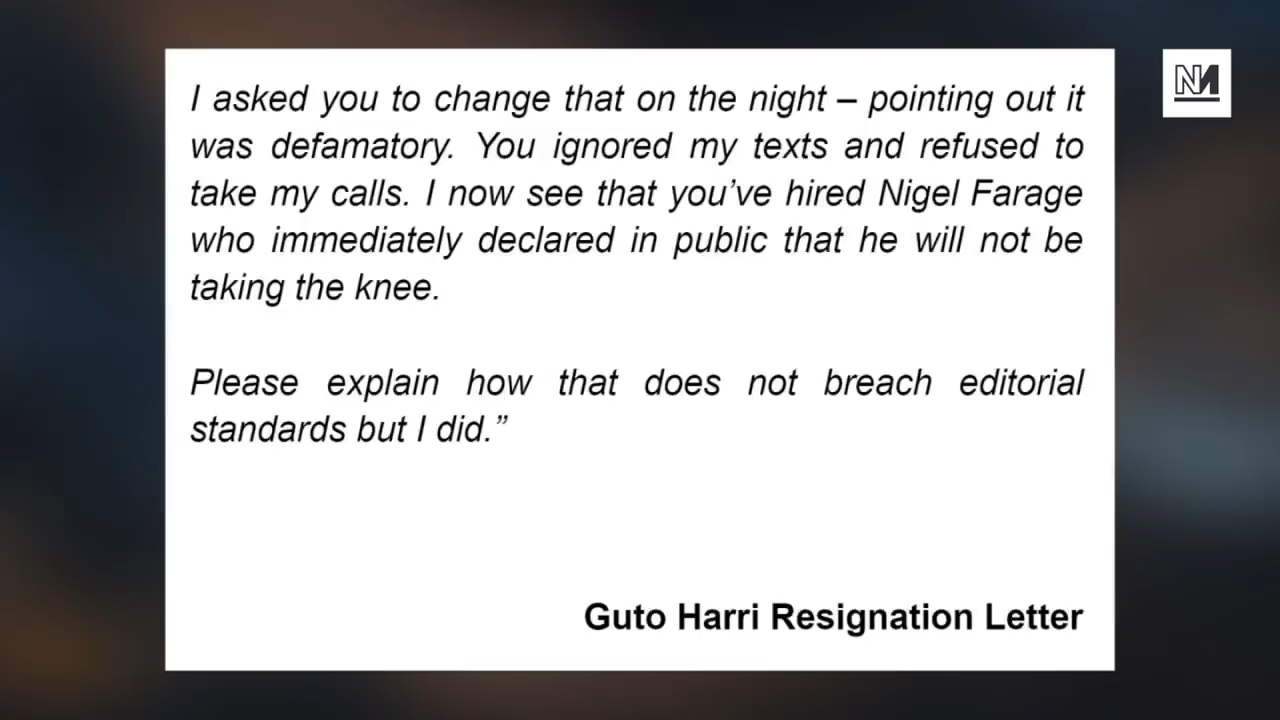 I asked you to change that on the night – pointing out it
was defamatory. You ignored my texts and refused to
take my calls. I now see that you’ve hired Nigel Farage
who immediately declared in public that he will not be
taking the knee.
Please explain how that does not breach editorial
standards but I did.”
Guto Harri Resignation Letter
NM